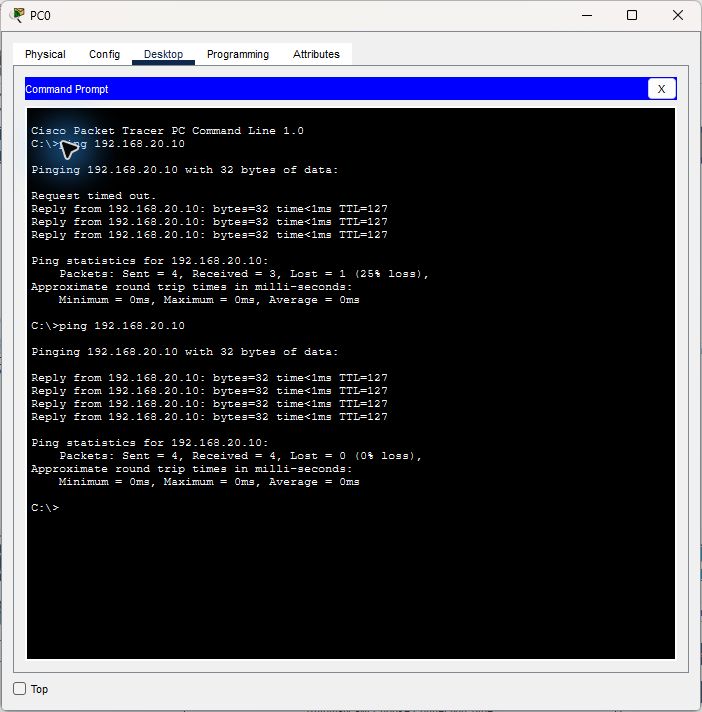 PC0
Physical Config Desktop Programming Attributes
Command Prompt
X
Cisco Packet Tracer PC Command Line 1.0
C:\>ping 192.168.20.10
Pinging 192.168.20.10 with 32 bytes of data:
Request timed out.
Reply from 192.168.20.10: bytes=32 time<1ms TTL=127
Reply from 192.168.20.10: bytes=32 time<1ms TTL=127
Reply from 192.168.20.10: bytes=32 time<1ms TTL=127
Ping statistics for 192.168.20.10:
Packets: Sent = 4, Received = 3, Lost = 1 (25% loss),
Approximate round trip times in milli-seconds:
Minimum = 0ms, Maximum = 0ms, Average = 0ms
C:\>ping 192.168.20.10
Pinging 192.168.20.10 with 32 bytes of data:
Reply from 192.168.20.10: bytes=32 time<1ms TTL=127
Reply from 192.168.20.10: bytes=32 time<1ms TTL=127
Reply from 192.168.20.10: bytes=32 time<1ms TTL=127
Reply from 192.168.20.10: bytes=32 time<1ms TTL=127
Ping statistics for 192.168.20.10:
Packets: Sent = 4, Received = 4, Lost = 0 (0% loss),
Approximate round trip times in milli-seconds:
Minimum = 0ms, Maximum = 0ms, Average = 0ms
C:\>
Top